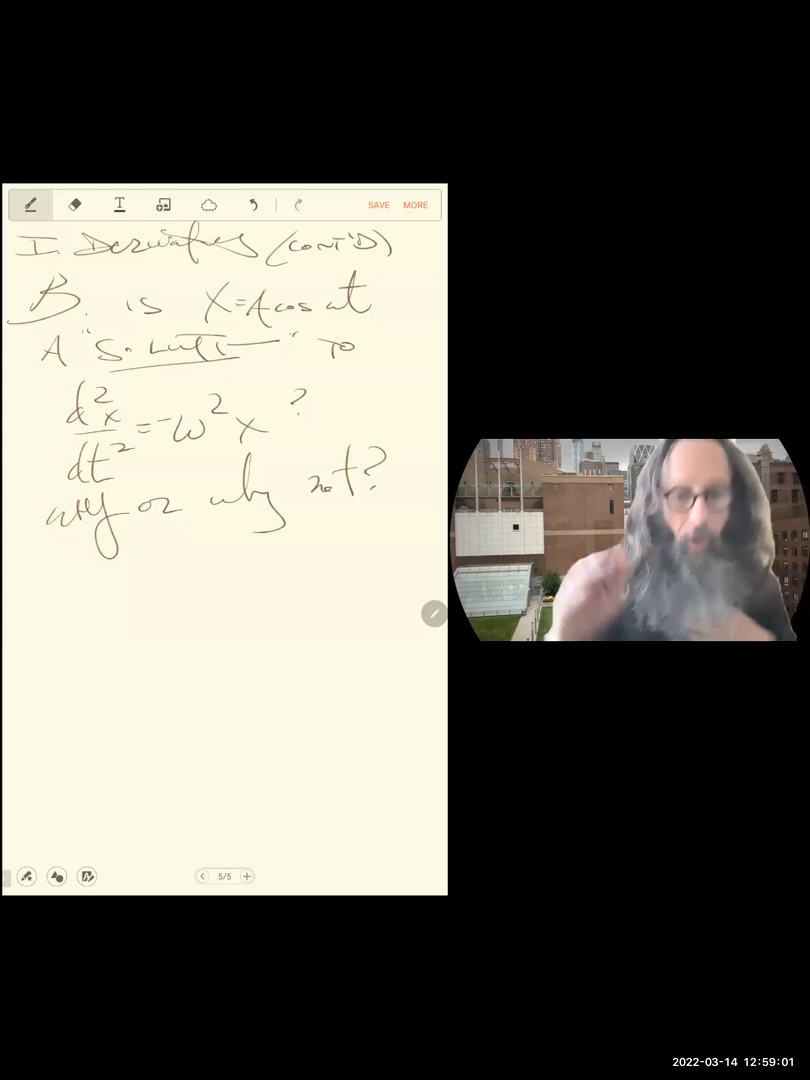 T
SAVE
MORE
I. Derivatives (CONT'D)
B. is X=A cos ωt
A "SOLUTION" TO
d²x/dt² = -ω²x ?
why or why not?
5/5
2022-03-14 12:59:01